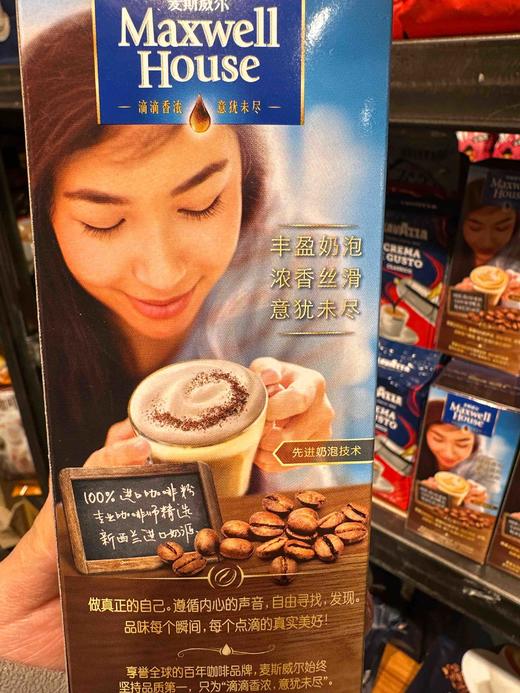 麦斯威尔
Maxwell
House
滴滴香浓 意犹未尽
丰盈奶泡
浓香丝滑
意犹未尽
先进奶泡技术
100%进口咖啡粉
专业咖啡师精选
新西兰进口奶源
做真正的自己。遵循内心的声音,自由寻找,发现。
品味每个瞬间,每个点滴的真实美好!
享誉全球的百年咖啡品牌,麦斯威尔始终
坚持品质第一,只为“滴滴香浓,意犹未尽。”
LAVAZZA
CREMA
GUSTO
Maxwell
House